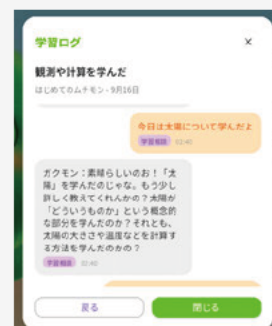 学習ログ
×
観測や計算を学んだ
はじめてのムチモン・9月16日
今日は太陽について学んだよ
学習相談 02:40
ガクモン：素晴らしいのお！「太
陽」を学んだのじゃな。もう少し
詳しく教えてくれんかの？太陽が
「どういうものか」という概念的
な部分を学んだのか？それとも、
太陽の大きさや温度などを計算す
る方法を学んだのかの？
学習相談 02:40
戻る
閉じる